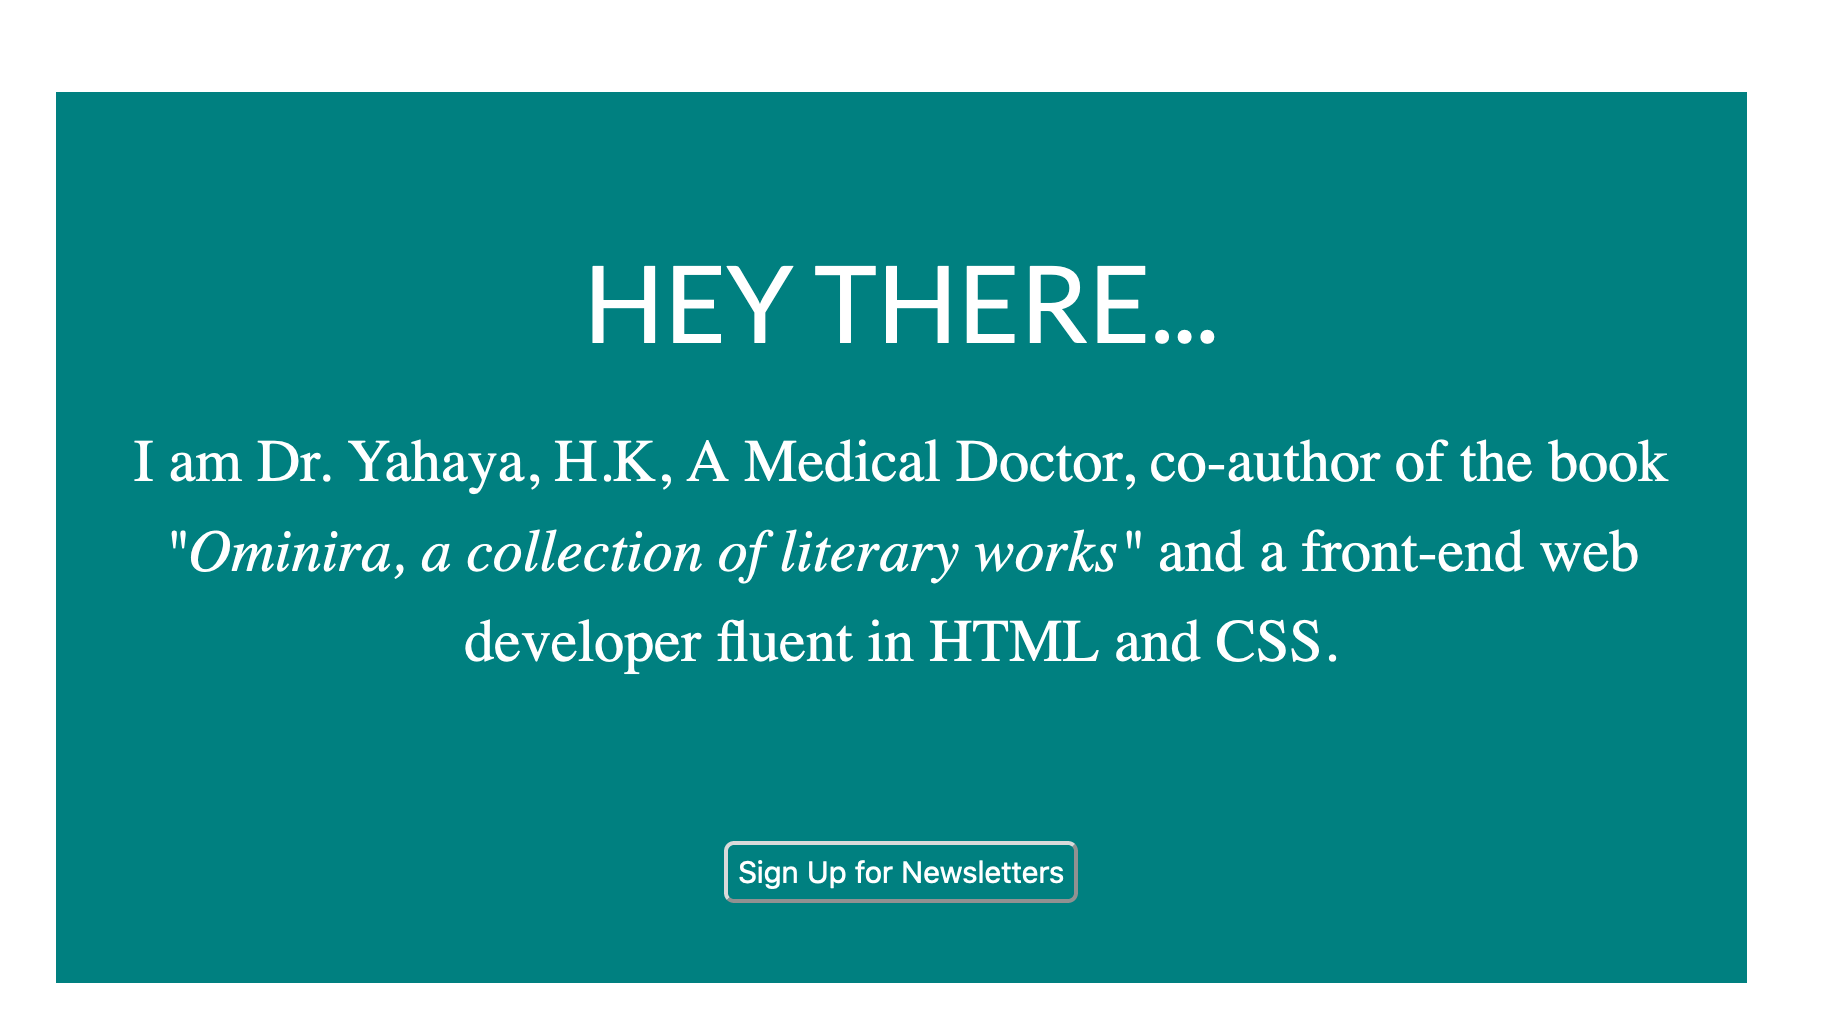 HEY THERE...
I am Dr. Yahaya, H.K, A Medical Doctor, co-author of the book
"Ominira, a collection of literary works" and a front-end web
developer fluent in HTML and CSS.
Sign Up for Newsletters